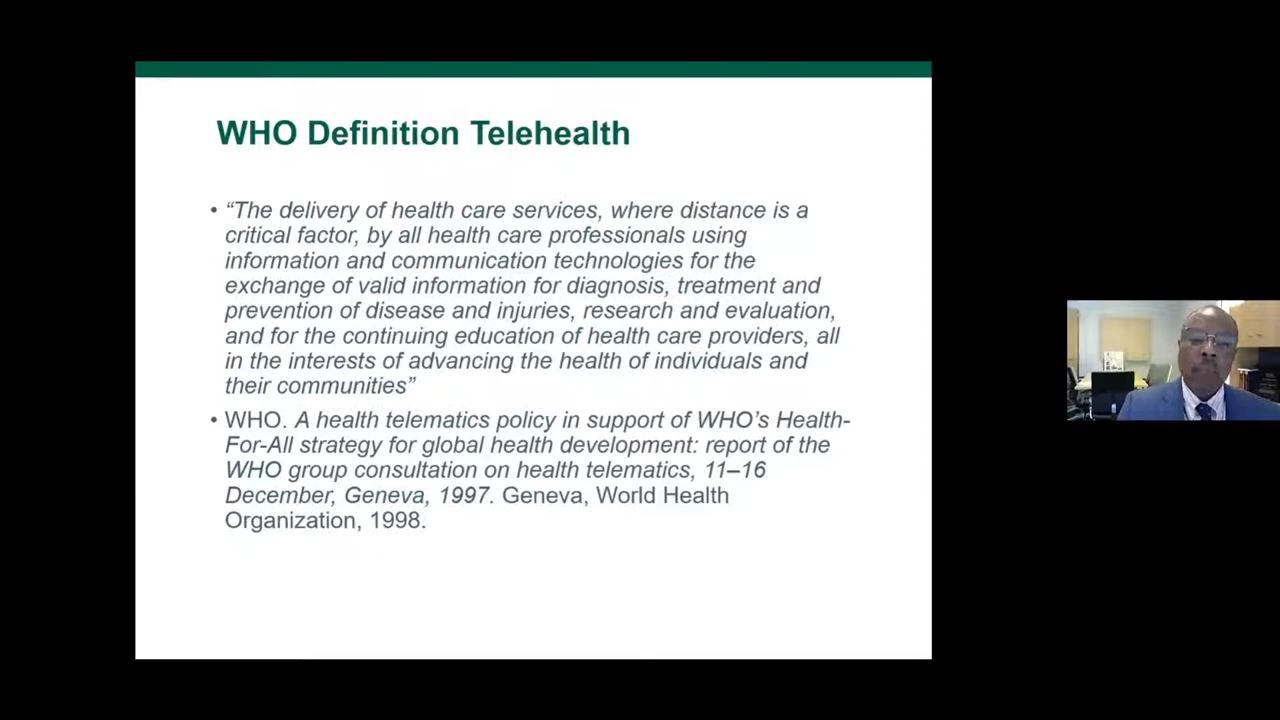 WHO Definition Telehealth
• “The delivery of health care services, where distance is a
critical factor, by all health care professionals using
information and communication technologies for the
exchange of valid information for diagnosis, treatment and
prevention of disease and injuries, research and evaluation,
and for the continuing education of health care providers, all
in the interests of advancing the health of individuals and
their communities”
• WHO. A health telematics policy in support of WHO’s Health-
For-All strategy for global health development: report of the
WHO group consultation on health telematics, 11–16
December, Geneva, 1997. Geneva, World Health
Organization, 1998.